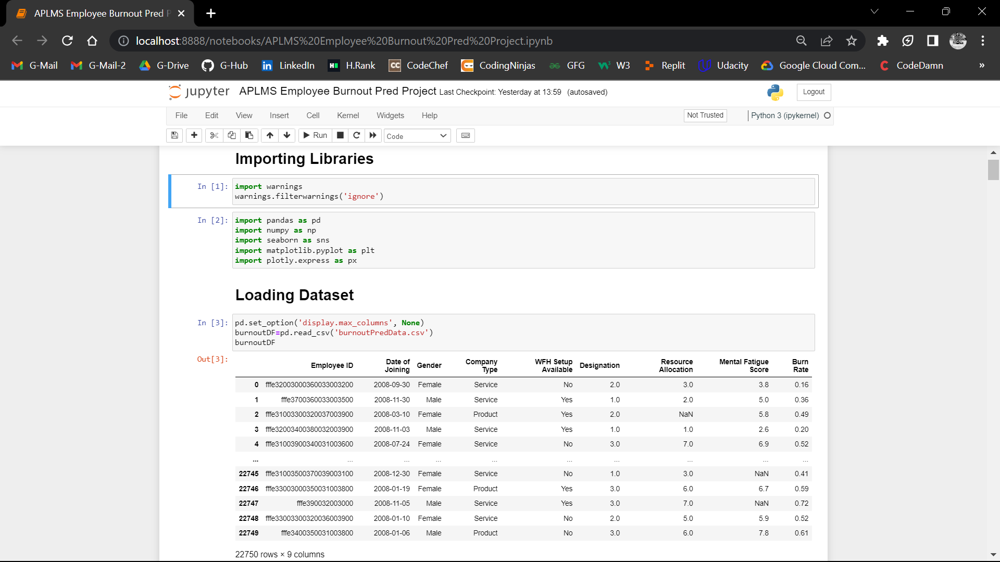 APLMS Employee Burnout Pred P
localhost:8888/notebooks/APLMS%20Employee%20Burnout%20Pred%20Project.ipynb
G-Mail G-Mail-2 G-Drive G-Hub LinkedIn H.Rank CodeChef CodingNinjas GFG W3 Replit Udacity Google Cloud Com... CodeDamn »
jupyter APLMS Employee Burnout Pred Project Last Checkpoint: Yesterday at 13:59 (autosaved) Logout
File Edit View Insert Cell Kernel Widgets Help Not Trusted Python 3 (ipykernel)
Run Code
Importing Libraries
In [1]: import warnings
warnings.filterwarnings('ignore')
In [2]: import pandas as pd
import numpy as np
import seaborn as sns
import matplotlib.pyplot as plt
import plotly.express as px
Loading Dataset
In [3]: pd.set_option('display.max_columns', None)
burnoutDF=pd.read_csv('burnoutPredData.csv')
burnoutDF
Out[3]:
Employee ID Date of Joining Gender Company Type WFH Setup Available Designation Resource Allocation Mental Fatigue Score Burn Rate
0 fffe32003000360033003200 2008-09-30 Female Service No 2.0 3.0 3.8 0.16
1 fffe3700360033003500 2008-11-30 Male Service Yes 1.0 2.0 5.0 0.36
2 fffe31003300320037003900 2008-03-10 Female Product Yes 2.0 NaN 5.8 0.49
3 fffe32003400380032003900 2008-11-03 Male Service Yes 1.0 1.0 2.6 0.20
4 fffe31003900340031003600 2008-07-24 Female Service No 3.0 7.0 6.9 0.52
... ... ... ... ... ... ... ... ... ...
22745 fffe31003500370039003100 2008-12-30 Female Service No 1.0 3.0 NaN 0.41
22746 fffe33003000350031003800 2008-01-19 Female Product Yes 3.0 6.0 6.7 0.59
22747 fffe390032003000 2008-11-05 Male Service Yes 3.0 7.0 NaN 0.72
22748 fffe33003300320036003900 2008-01-10 Female Service No 2.0 5.0 5.9 0.52
22749 fffe3400350031003800 2008-01-06 Male Product No 3.0 6.0 7.8 0.61
22750 rows × 9 columns